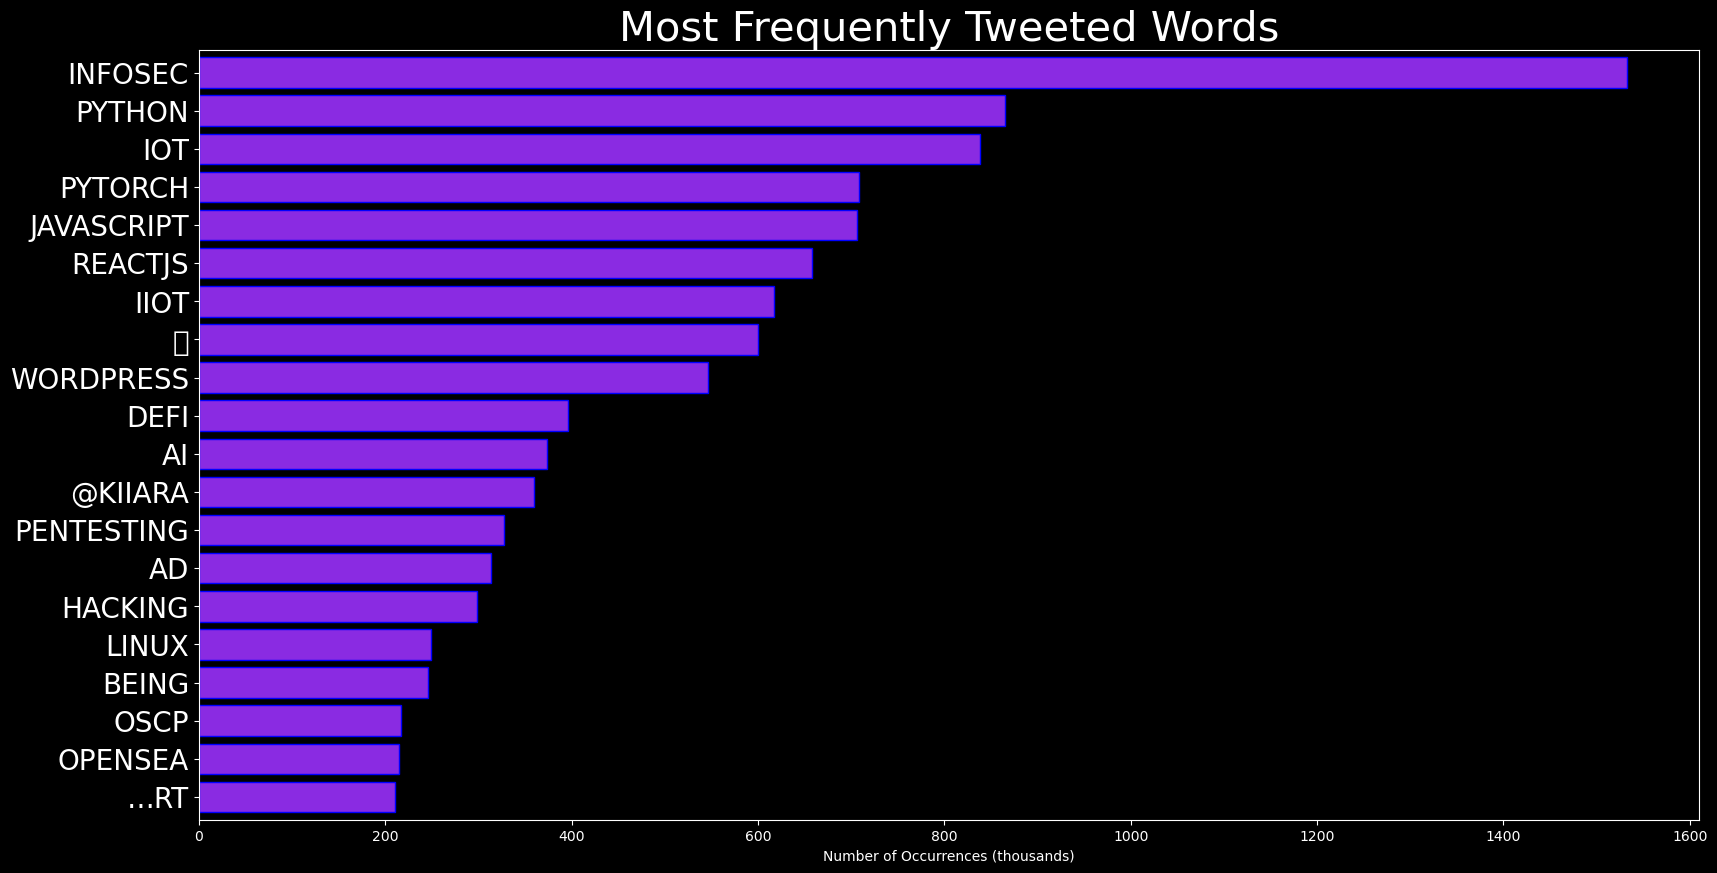 Most Frequently Tweeted Words
INFOSEC
PYTHON
IOT
PYTORCH
JAVASCRIPT
REACTJS
IIOT
WORDPRESS
DEFI
AI
@KIIARA
PENTESTING
AD
HACKING
LINUX
BEING
OSCP
OPENSEA
…RT
0 200 400 600 800 1000 1200 1400 1600
Number of Occurrences (thousands)